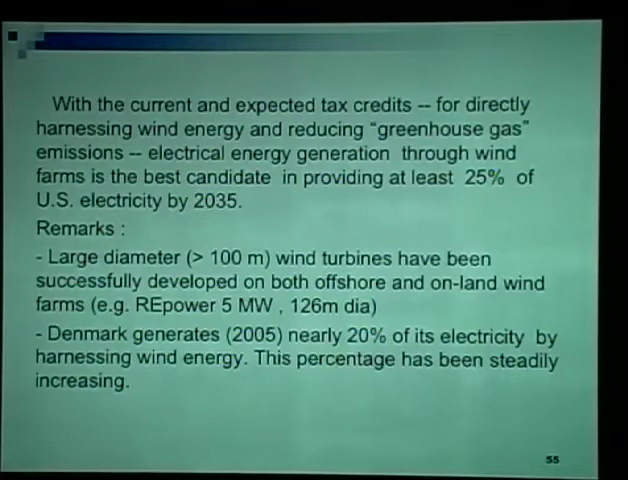 With the current and expected tax credits -- for directly
harnessing wind energy and reducing "greenhouse gas"
emissions -- electrical energy generation through wind
farms is the best candidate in providing at least 25% of
U.S. electricity by 2035.
Remarks :
- Large diameter (> 100 m) wind turbines have been
successfully developed on both offshore and on-land wind
farms (e.g. REpower 5 MW , 126m dia)
- Denmark generates (2005) nearly 20% of its electricity by
harnessing wind energy. This percentage has been steadily
increasing.
55